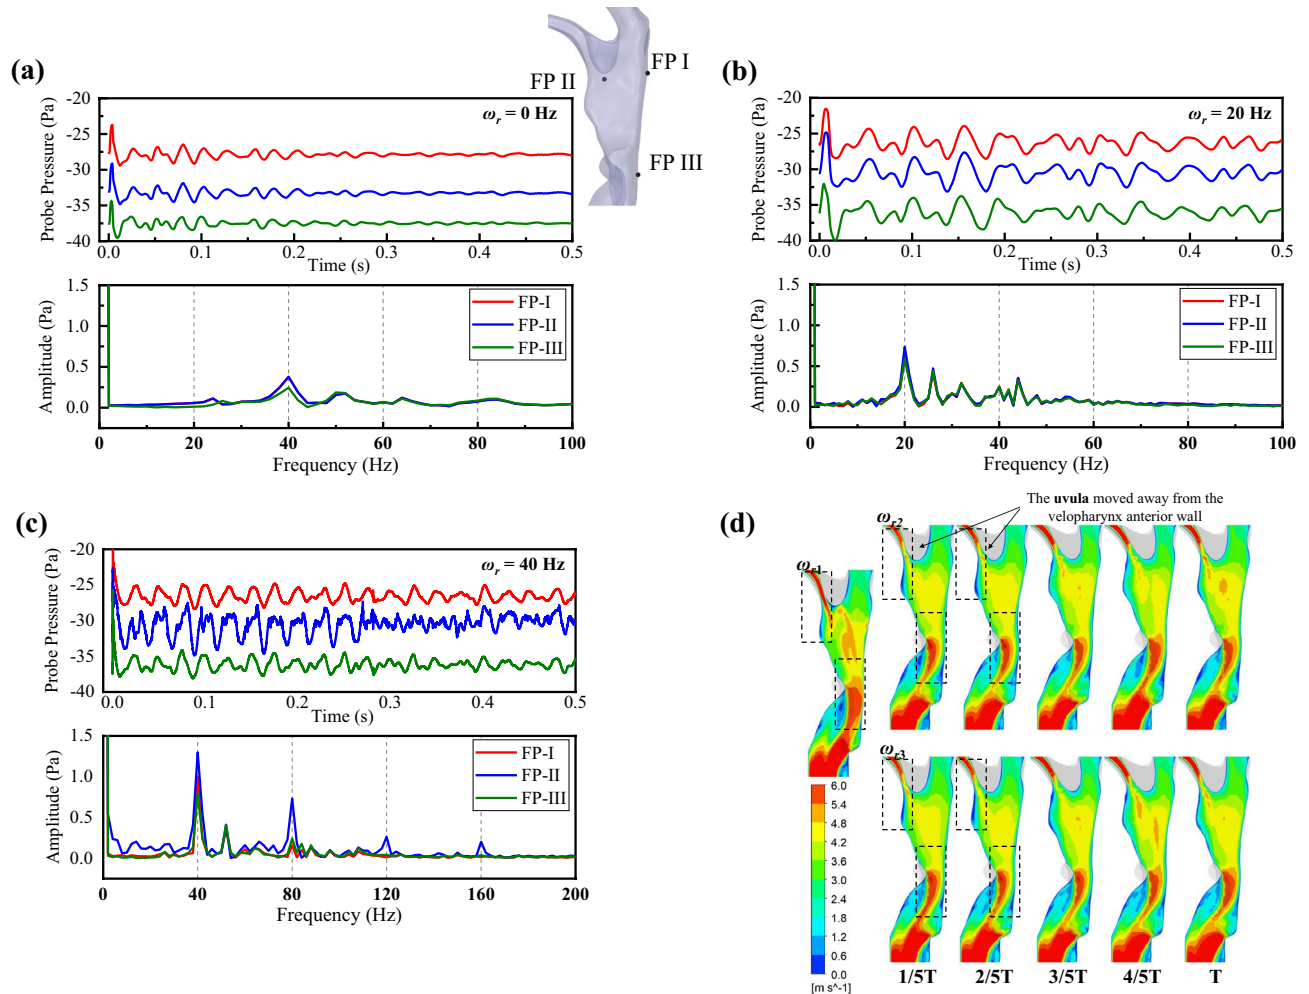 (a)
FP I
FP II
FP III
ωr = 0 Hz
Probe Pressure (Pa)
-20
-25
-30
-35
-40
0.0 0.1 0.2 0.3 0.4 0.5
Time (s)
Amplitude (Pa)
1.5
1.0
0.5
0.0
FP-I
FP-II
FP-III
0 20 40 60 80 100
Frequency (Hz)
(b)
ωr = 20 Hz
Probe Pressure (Pa)
-20
-25
-30
-35
-40
0.0 0.1 0.2 0.3 0.4 0.5
Time (s)
Amplitude (Pa)
1.5
1.0
0.5
0.0
FP-I
FP-II
FP-III
0 20 40 60 80 100
Frequency (Hz)
(c)
ωr = 40 Hz
Probe Pressure (Pa)
-20
-25
-30
-35
-40
0.0 0.1 0.2 0.3 0.4 0.5
Time (s)
Amplitude (Pa)
1.5
1.0
0.5
0.0
FP-I
FP-II
FP-III
0 40 80 120 160 200
Frequency (Hz)
(d)
The uvula moved away from the
velopharynx anterior wall
ωr1
ωr2
ωr3
6.0
5.4
4.8
4.2
3.6
3.0
2.4
1.8
1.2
0.6
0.0
[m s^-1]
1/5T 2/5T 3/5T 4/5T T